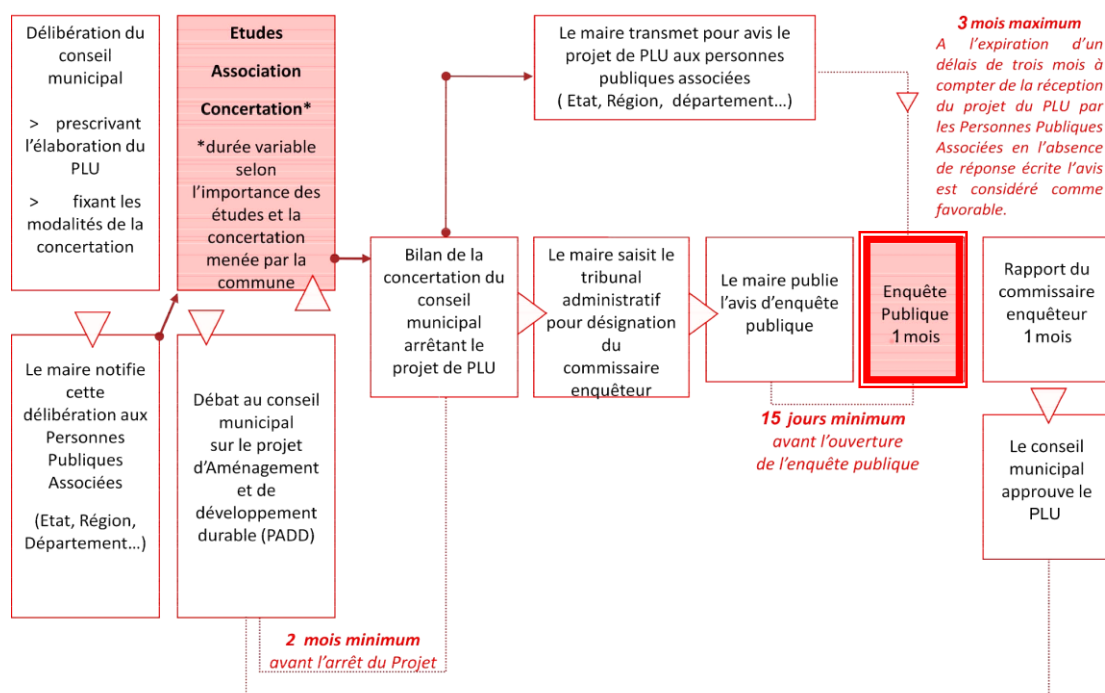 Délibération du
conseil
municipal
> prescrivant
l'élaboration du
PLU
> fixant les
modalités de la
concertation
Le maire notifie
cette
délibération aux
Personnes
Publiques
Associées
(Etat, Région,
Département...)
Etudes
Association
Concertation*
*durée variable
selon
l'importance des
études et la
concertation
menée par la
commune
Débat au conseil
municipal
sur le projet
d'Aménagement
et de
développement
durable (PADD)
2 mois minimum
avant l'arrêt du Projet
Bilan de la
concertation du
conseil
municipal
arrêtant le
projet de PLU
Le maire transmet pour avis le
projet de PLU aux personnes
publiques associées
( Etat, Région, département...)
Le maire saisit le
tribunal
administratif
pour désignation
du
commissaire
enquêteur
Le maire publie
l'avis d'enquête
publique
15 jours minimum
avant l'ouverture
de l'enquête publique
Enquête
Publique
1 mois
3 mois maximum
A l'expiration d'un
délais de trois mois à
compter de la réception
du projet du PLU par
les Personnes Publiques
Associées en l'absence
de réponse écrite l'avis
est considéré comme
favorable.
Rapport du
commissaire
enquêteur
1 mois
Le conseil
municipal
approuve le
PLU